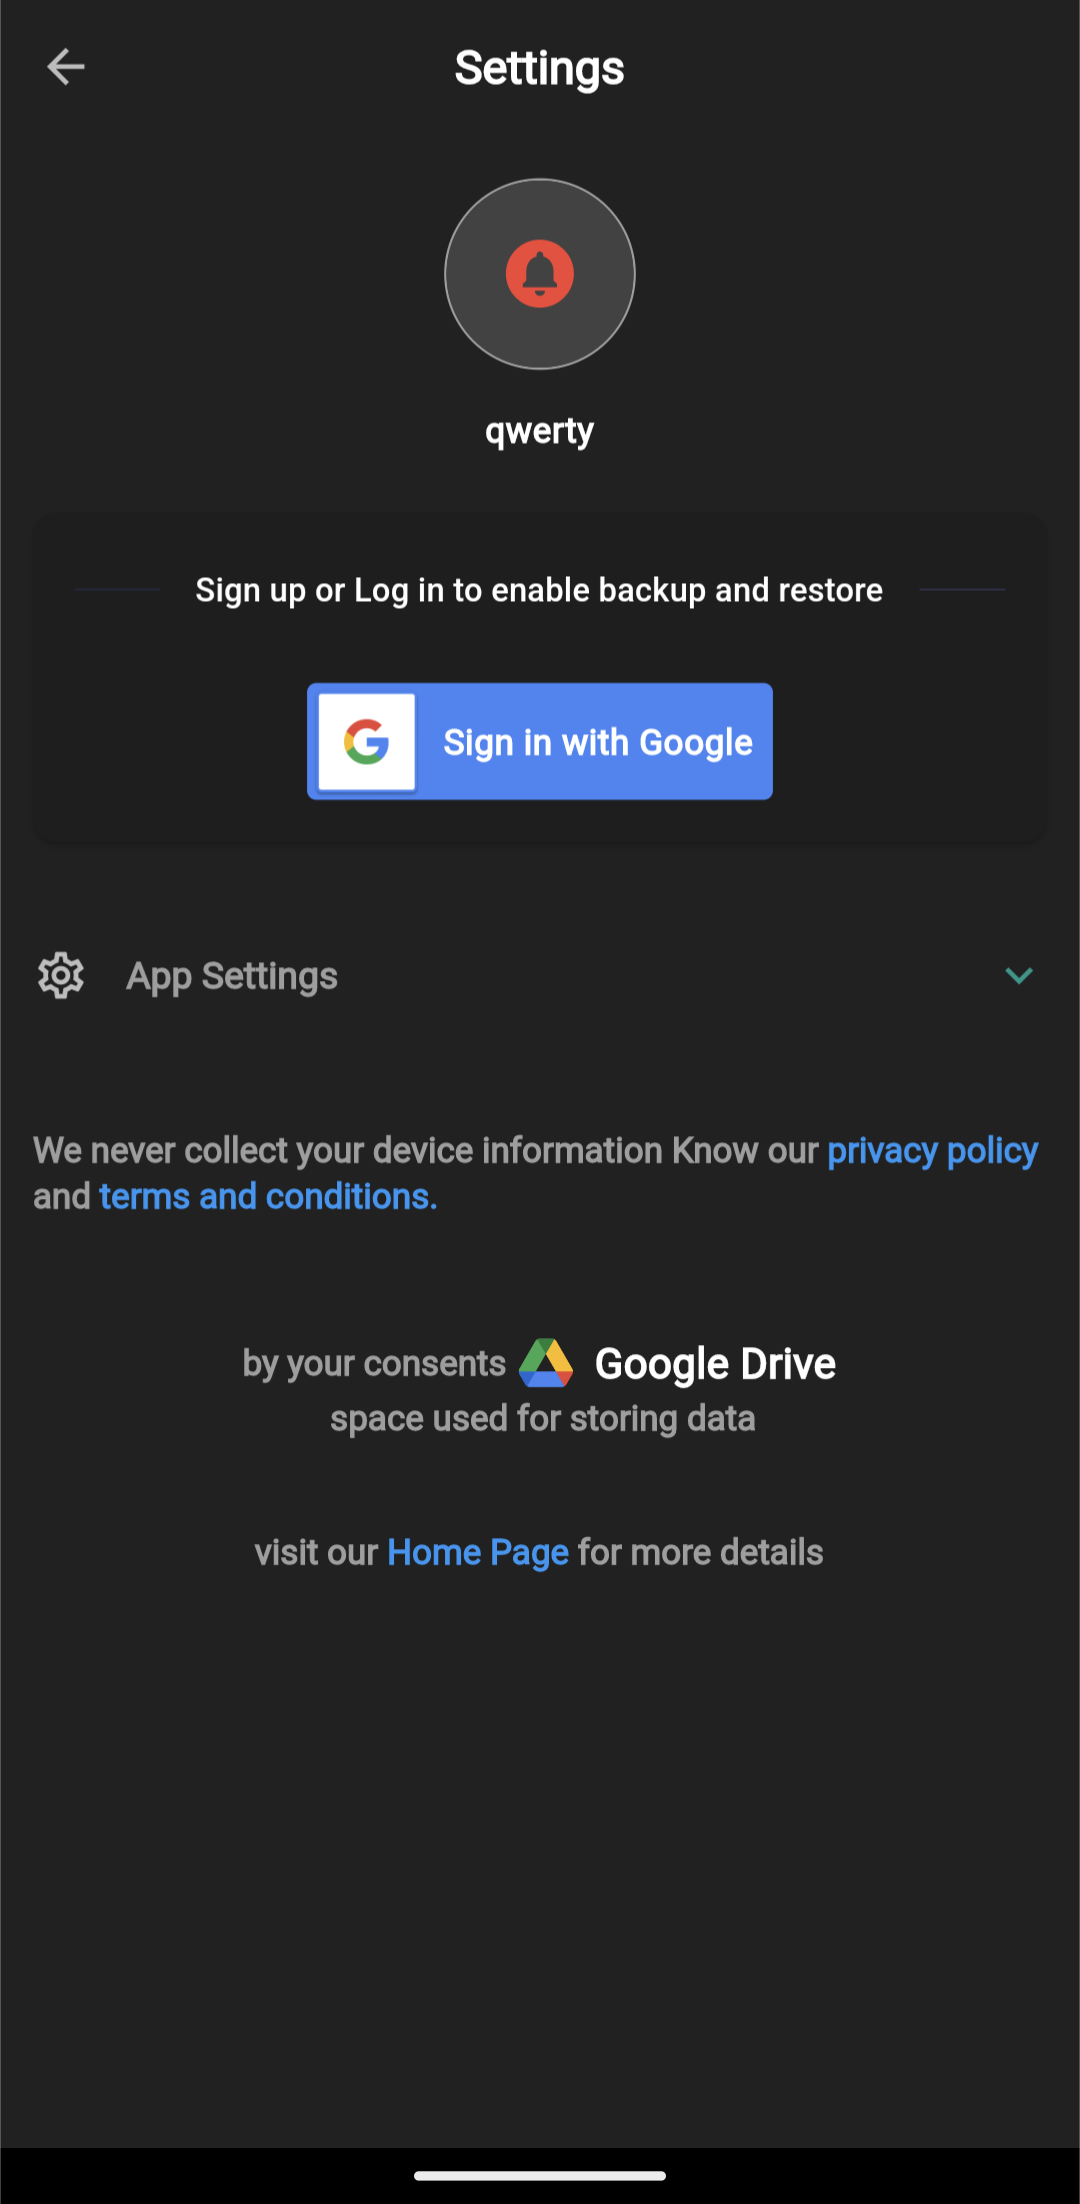 Settings
qwerty
Sign up or Log in to enable backup and restore
Sign in with Google
App Settings
We never collect your device information Know our privacy policy
and terms and conditions.
by your consents Google Drive
space used for storing data
visit our Home Page for more details